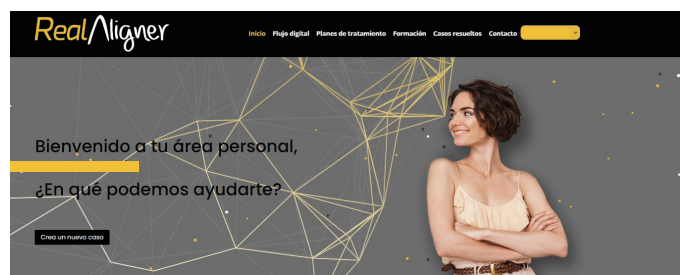 RealAligner
Inicio Flujo digital Planes de tratamiento Formación Casos resueltos Contacto
Bienvenido a tu área personal,
¿En qué podemos ayudarte?
Crea un nuevo caso